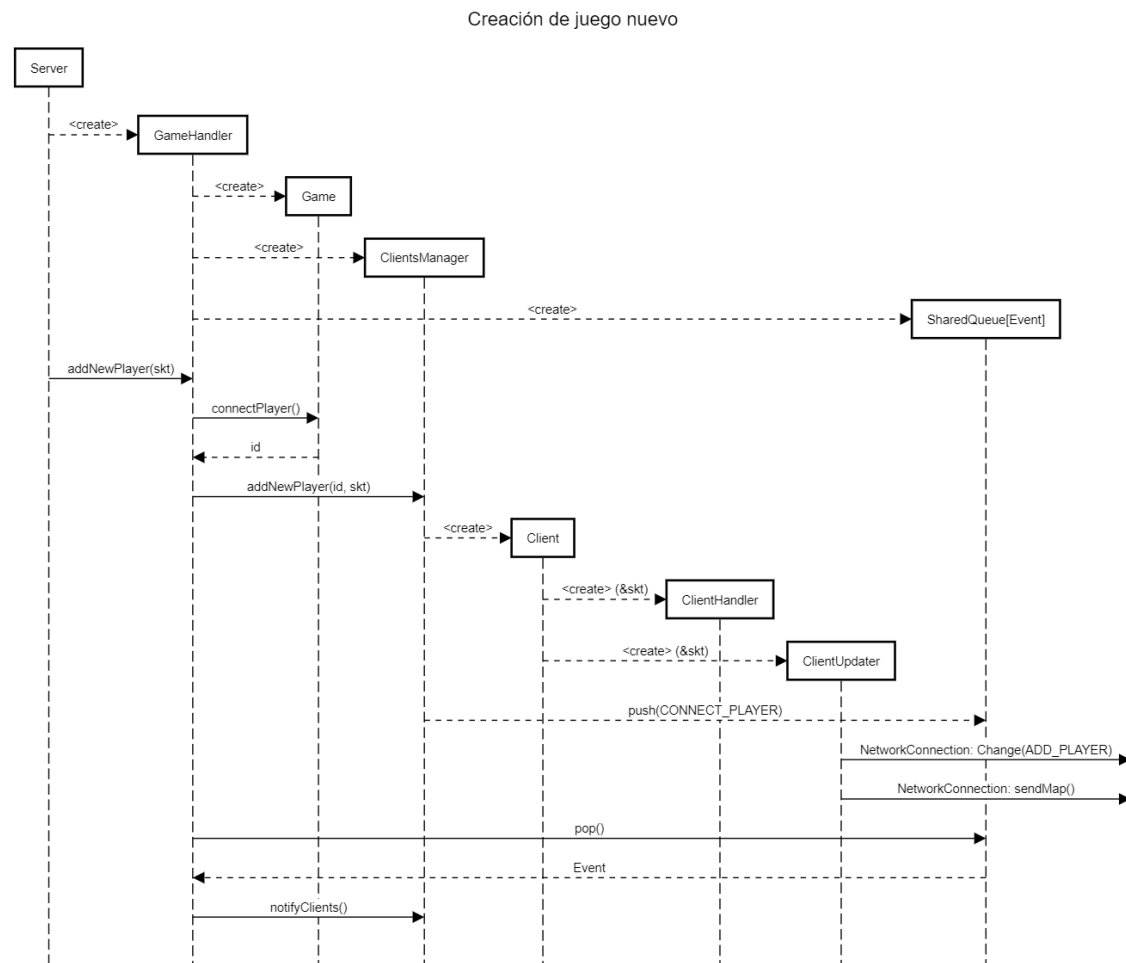 Creación de juego nuevo
Server
<create>
GameHandler
<create>
Game
<create>
ClientsManager
<create>
SharedQueue[Event]
addNewPlayer(skt)
connectPlayer()
id
addNewPlayer(id, skt)
<create>
Client
<create> (&skt)
ClientHandler
<create> (&skt)
ClientUpdater
push(CONNECT_PLAYER)
NetworkConnection: Change(ADD_PLAYER)
NetworkConnection: sendMap()
pop()
Event
notifyClients()